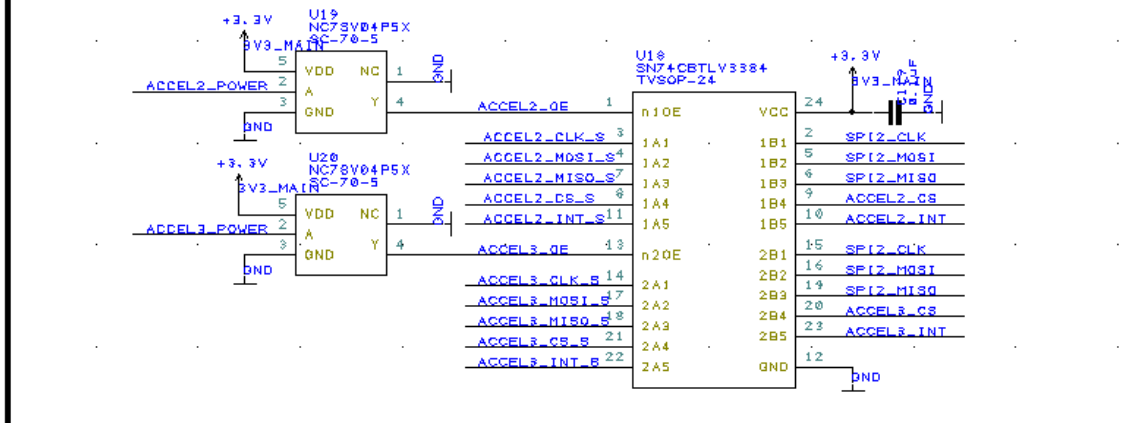 +3.3V
3V3_MAIN
U19
NC7SV04P5X
SC-70-5
5 VDD NC 1 GND
ACCEL2_POWER 2 A
3 GND Y 4 ACCEL2_OE
GND
+3.3V
3V3_MAIN
U20
NC7SV04P5X
SC-70-5
5 VDD NC 1 GND
ACCEL3_POWER 2 A
3 GND Y 4 ACCEL3_OE
GND
U18
SN74CBTLV3384
TVSOP-24
+3.3V
3V3_MAIN
0.1uF
GND
1 n1OE VCC 24
ACCEL2_CLK_S 3 1A1 1B1 2 SPI2_CLK
ACCEL2_MOSI_S 4 1A2 1B2 5 SPI2_MOSI
ACCEL2_MISO_S 7 1A3 1B3 6 SPI2_MISO
ACCEL2_CS_S 8 1A4 1B4 9 ACCEL2_CS
ACCEL2_INT_S 11 1A5 1B5 10 ACCEL2_INT
13 n2OE 2B1 15 SPI2_CLK
ACCEL3_CLK_S 14 2A1 2B2 16 SPI2_MOSI
ACCEL3_MOSI_S 17 2A2 2B3 19 SPI2_MISO
ACCEL3_MISO_S 18 2A3 2B4 20 ACCEL3_CS
ACCEL3_CS_S 21 2A4 2B5 23 ACCEL3_INT
ACCEL3_INT_S 22 2A5 GND 12
GND